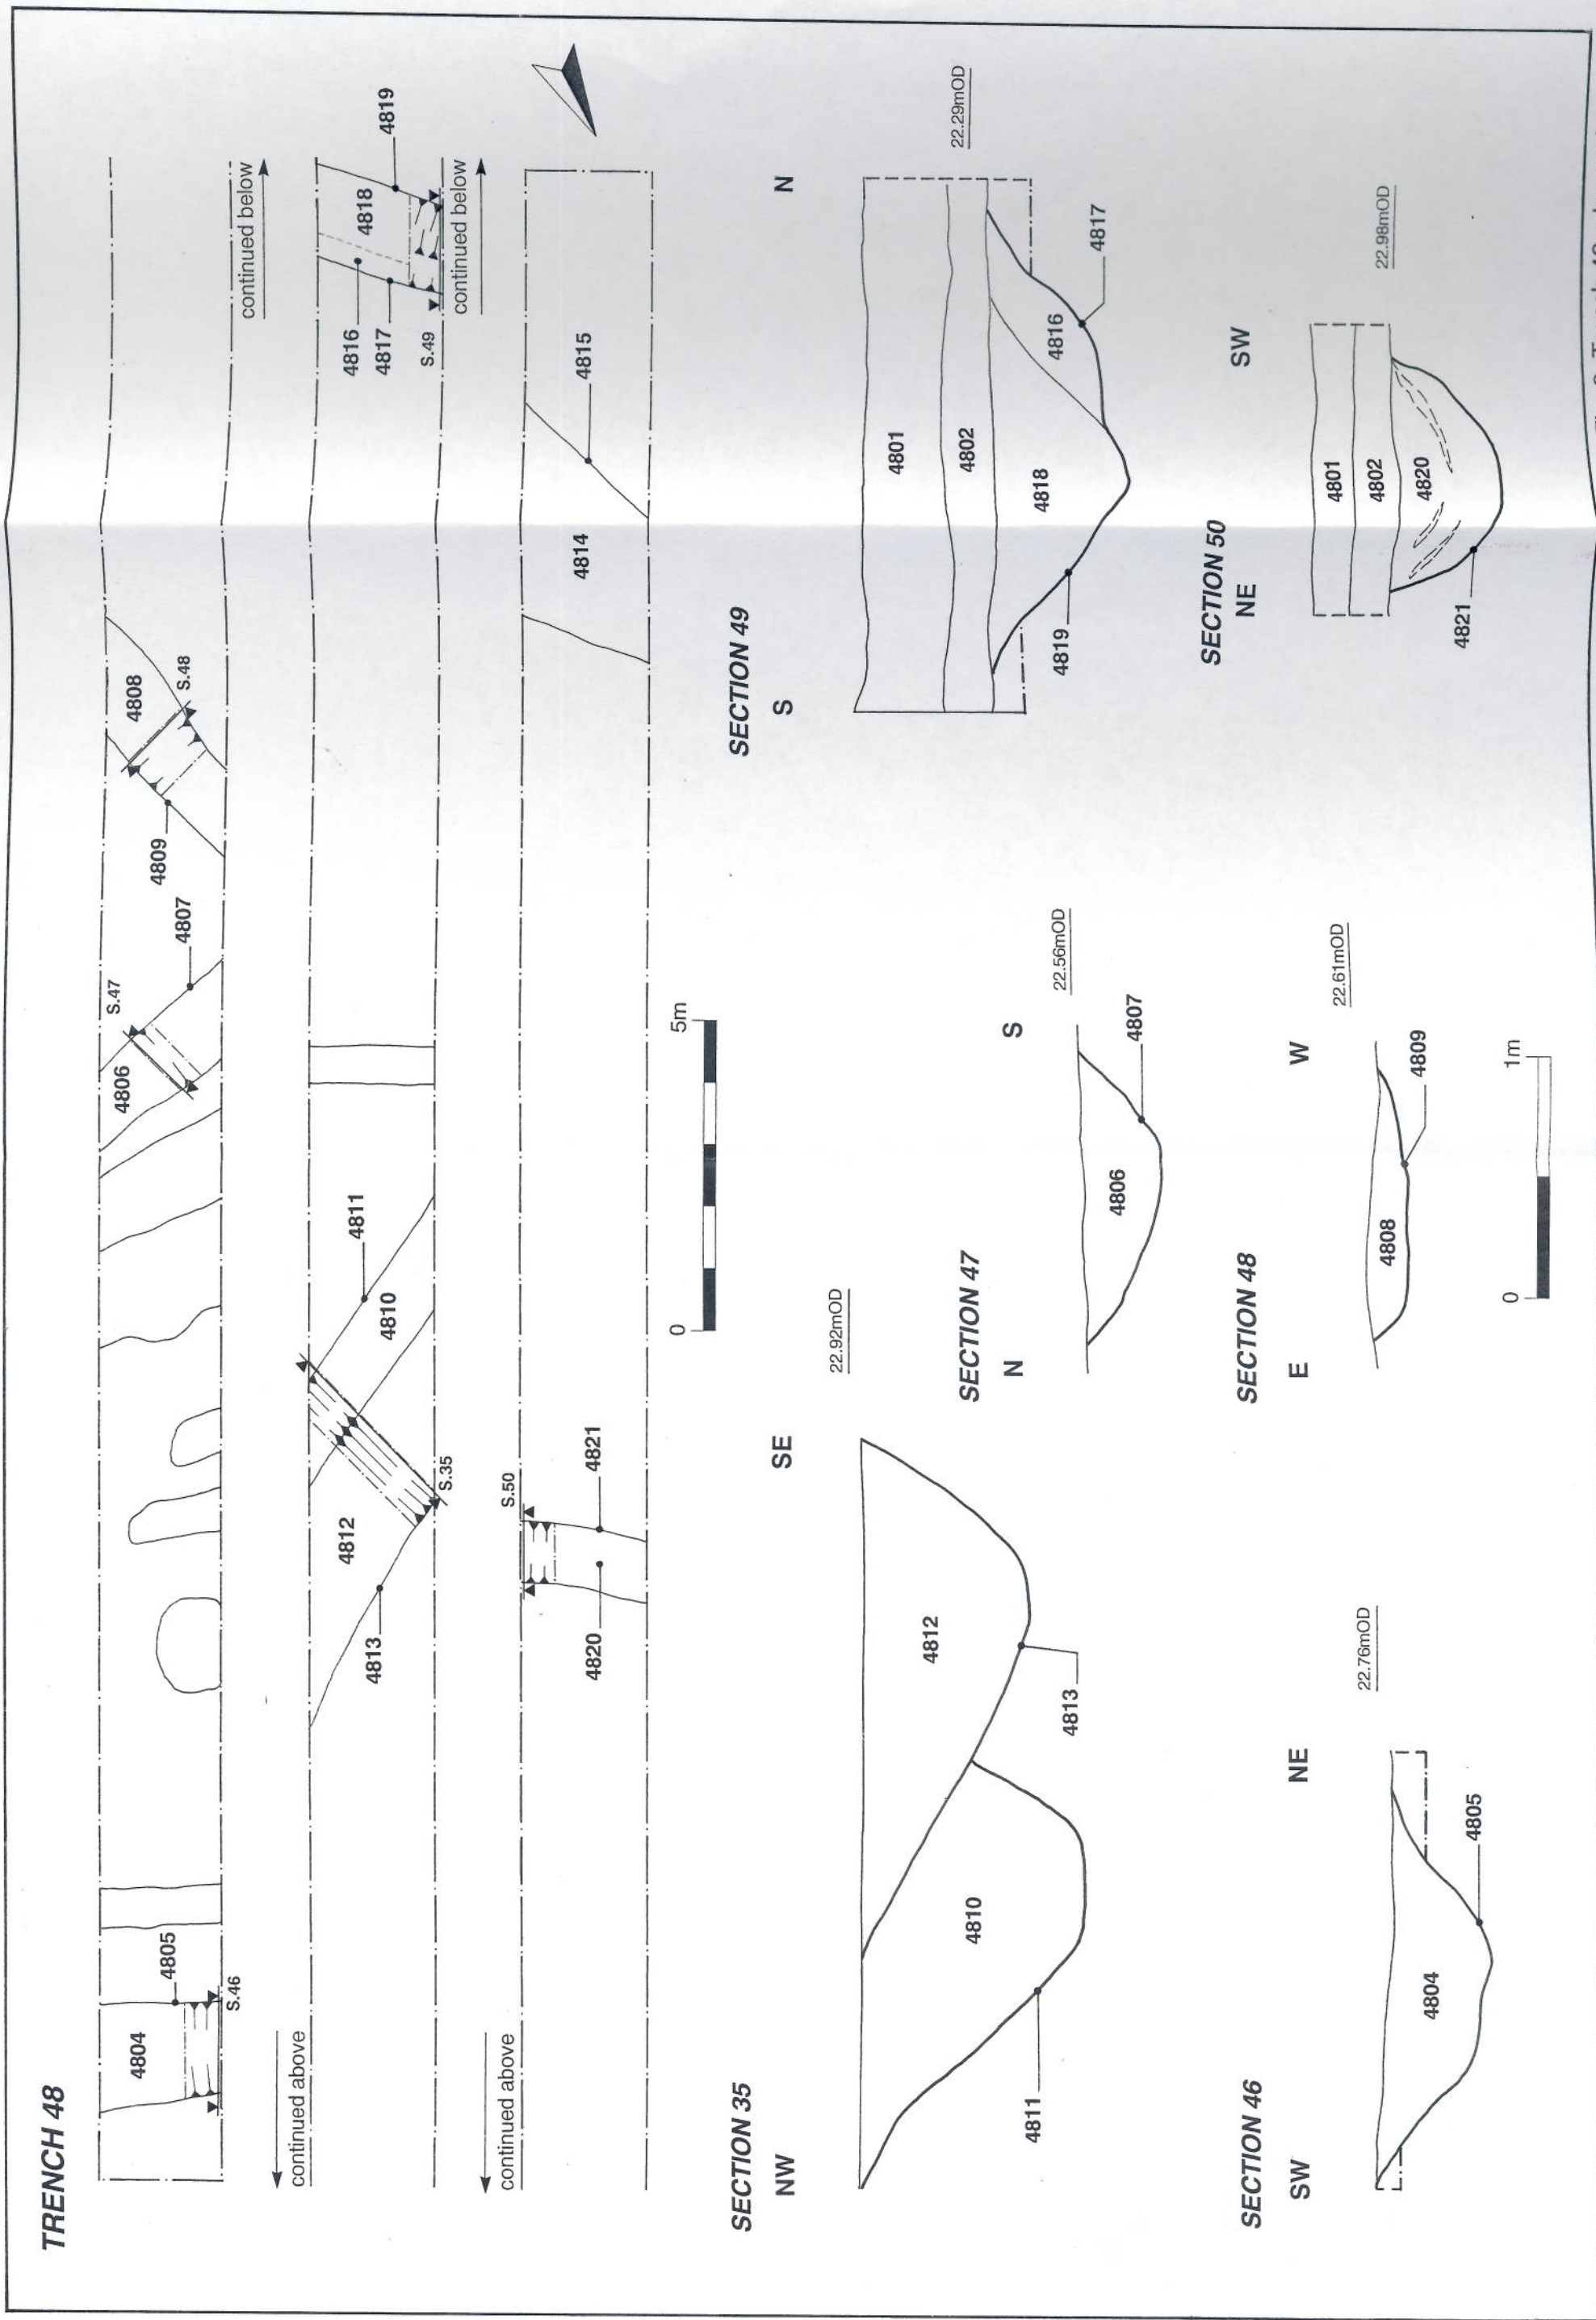 TRENCH 48
4804
4805
S.46
4806
S.47
4807
4809
4808
S.48
continued below
continued above
4813
4812
S.35
4810
4811
4816
4817
S.49
4818
4819
continued below
continued above
4820
4821
S.50
4814
4815
0 5m
SECTION 35
NW SE
22.92mOD
4811
4810
4813
4812
SECTION 49
S N
22.29mOD
4801
4802
4819
4818
4816
4817
SECTION 47
N S
22.56mOD
4806
4807
SECTION 50
NE SW
22.98mOD
4801
4802
4820
4821
SECTION 46
SW NE
22.76mOD
4804
4805
SECTION 48
E W
22.61mOD
4808
4809
0 1m